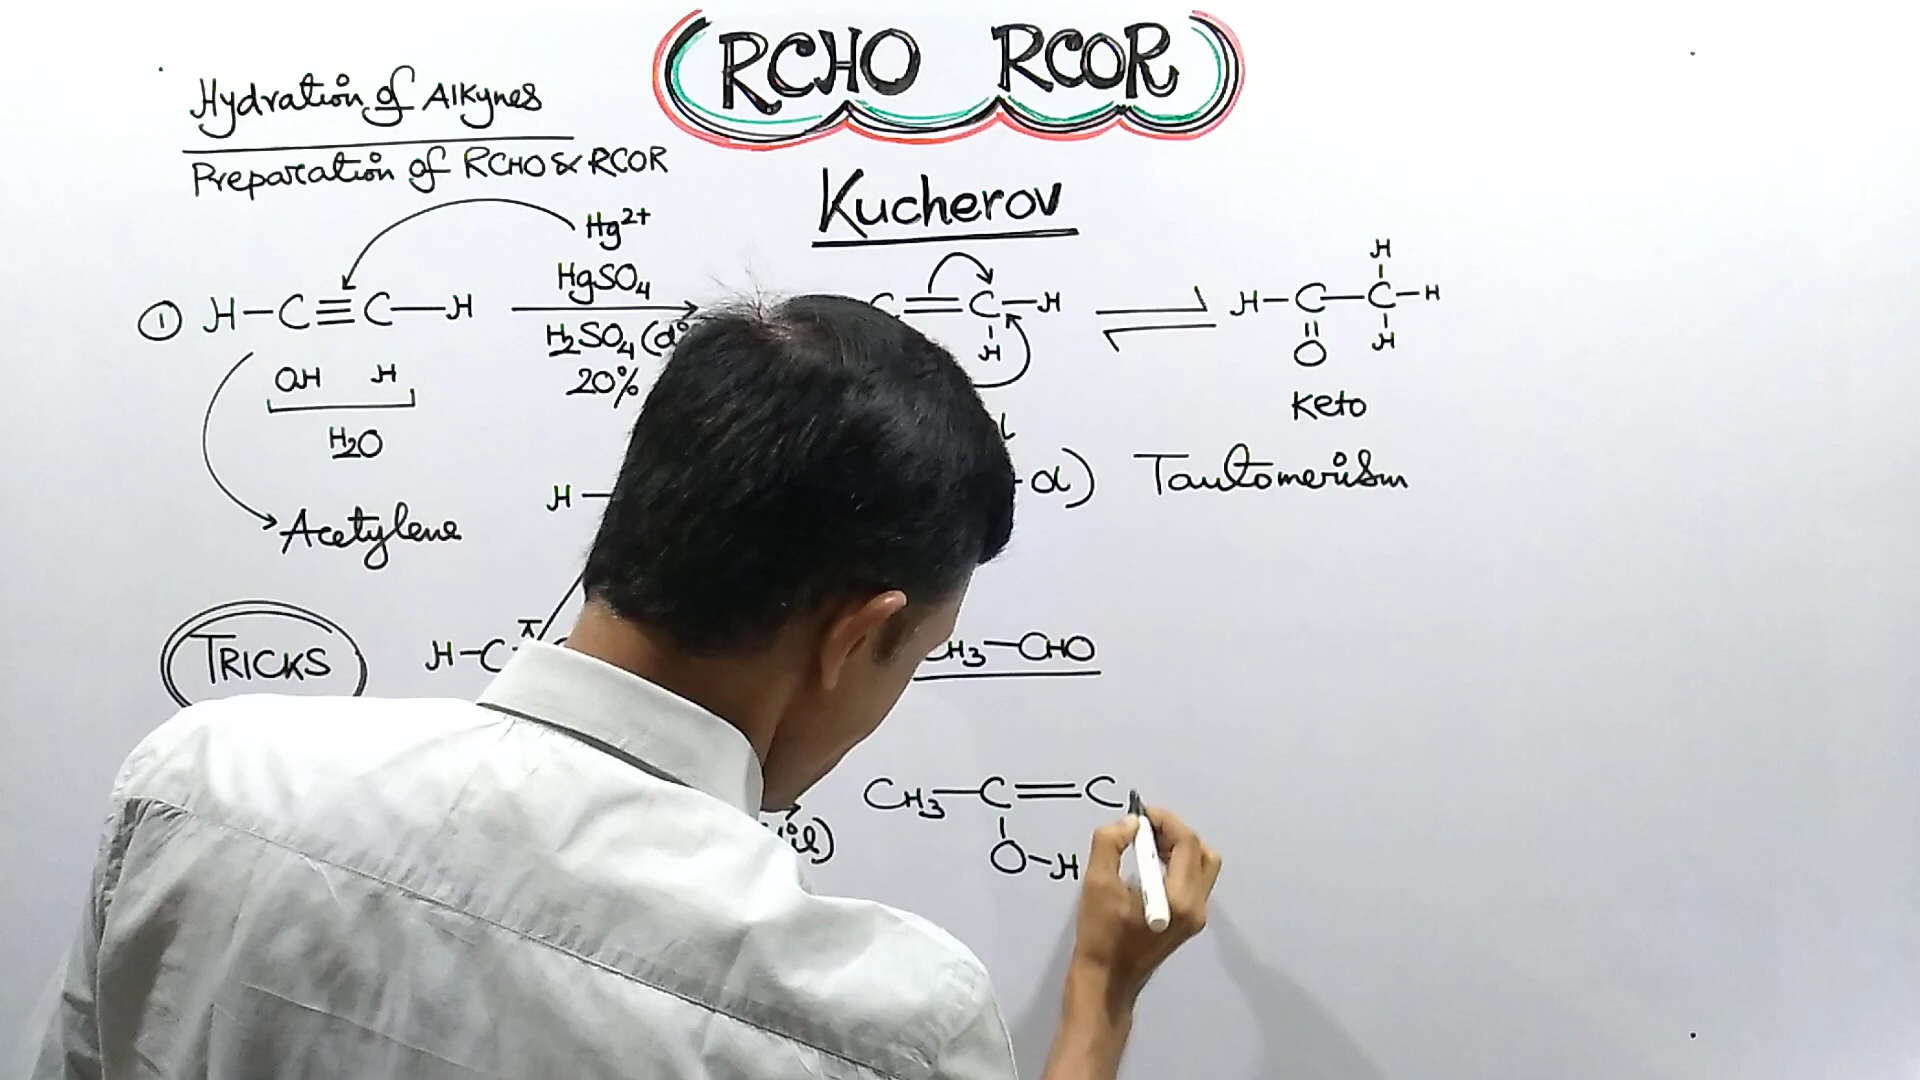 RCHO RCOR
Hydration of Alkynes
Preparation of RCHO & RCOR
Kucherov
Hg2+
HgSO4
① H–C≡C–H
H2SO4
20%
C=C–H
H
H
H–C–C–H
O
H
Keto
OH H
H2O
Acetylene
H–
α) Tautomerism
TRICKS
H–C
π
CH3–CHO
CH3–C=C
O–H